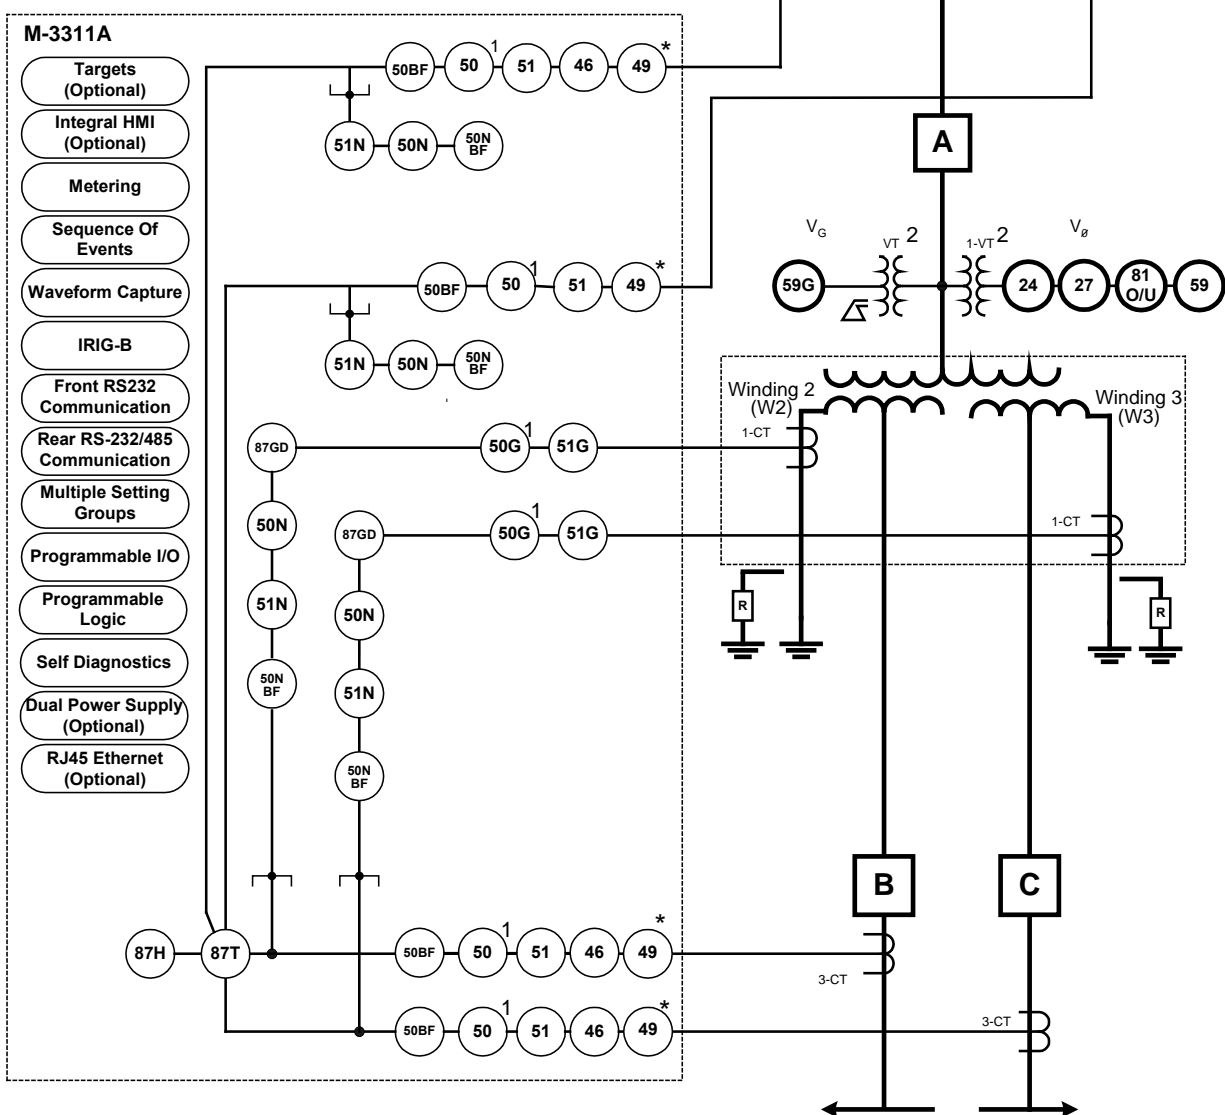 M-3311A
Targets
(Optional)
Integral HMI
(Optional)
Metering
Sequence Of
Events
Waveform Capture
IRIG-B
Front RS232
Communication
Rear RS-232/485
Communication
Multiple Setting
Groups
Programmable I/O
Programmable
Logic
Self Diagnostics
Dual Power Supply
(Optional)
RJ45 Ethernet
(Optional)
50BF 50 1 51 46 49 *
51N 50N 50N
BF
50BF 50 1 51 49 *
51N 50N 50N
BF
87GD 50G 1 51G
50N
51N
50N
BF
87GD 50G 1 51G
50N
51N
50N
BF
87H 87T 50BF 50 1 51 46 49 *
50BF 50 1 51 46 49 *
A
VG VT 2 1-VT 2 Vø
59G 24 27 81
O/U 59
Winding 2
(W2)
Winding 3
(W3)
1-CT
1-CT
R
R
B
C
3-CT
3-CT